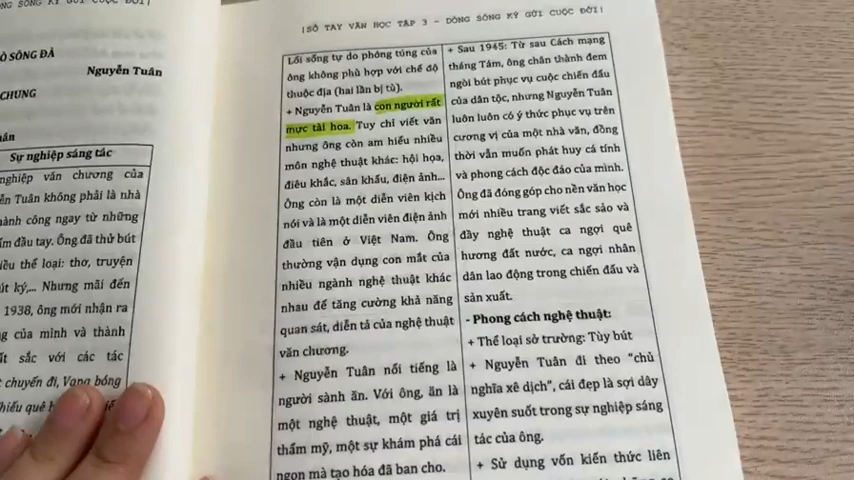 SÔNG KÝ GỬI CUỘC ĐỜI|
SÔNG ĐÀ
Nguyễn Tuân
CHUNG
Sự nghiệp sáng tác
nghiệp văn chương của
Nguyễn Tuân không phải là nhà
thành công ngay từ những
đầu tay. Ông đã thử bút
thể loại: thơ, truyện
bút ký,... Nhưng mãi đến
1938, ông mới nhận ra
của mình và thành
sắc với các tác
chuyến đi, Vang bóng
|SỔ TAY VĂN HỌC TẬP 3 – DÒNG SÔNG KÝ GỬI CUỘC ĐỜI|
Lối sống tự do phóng túng của
ông không phù hợp với chế độ
thuộc địa (hai lần bị tù).
+ Nguyễn Tuân là con người rất
mực tài hoa. Tuy chỉ viết văn
nhưng ông còn am hiểu nhiều
môn nghệ thuật khác: hội họa,
điêu khắc, sân khấu, điện ảnh...
Ông còn là một diễn viên kịch
nói và là một diễn viên điện ảnh
đầu tiên ở Việt Nam. Ông
thường vận dụng con mắt của
nhiều ngành nghệ thuật khác
nhau để tăng cường khả năng
quan sát, diễn tả của nghệ thuật
văn chương.
+ Nguyễn Tuân nổi tiếng là
người sành ăn. Với ông, ăn là
một nghệ thuật, một giá trị
thẩm mỹ, một sự khám phá cái
ngon mà tạo hóa đã ban cho.
+ Sau 1945: Từ sau Cách mạng
tháng Tám, ông chân thành đem
ngòi bút phục vụ cuộc chiến đấu
của dân tộc, nhưng Nguyễn Tuân
luôn luôn có ý thức phục vụ trên
cương vị của một nhà văn, đồng
thời vẫn muốn phát huy cá tính
và phong cách độc đảo của mình.
Ông đã đóng góp cho nền văn học
mới nhiều trang viết sắc sảo và
đầy nghệ thuật ca ngợi quê
hương đất nước, ca ngợi nhân
dân lao động trong chiến đấu và
sản xuất.
- Phong cách nghệ thuật:
+ Thể loại sở trường: Tùy bút
+ Nguyễn Tuân đi theo "chủ
nghĩa xê dịch", cái đẹp là sợi dây
xuyên suốt trong sự nghiệp sáng
tác của ông.
+ Sử dụng vốn kiến thức liên